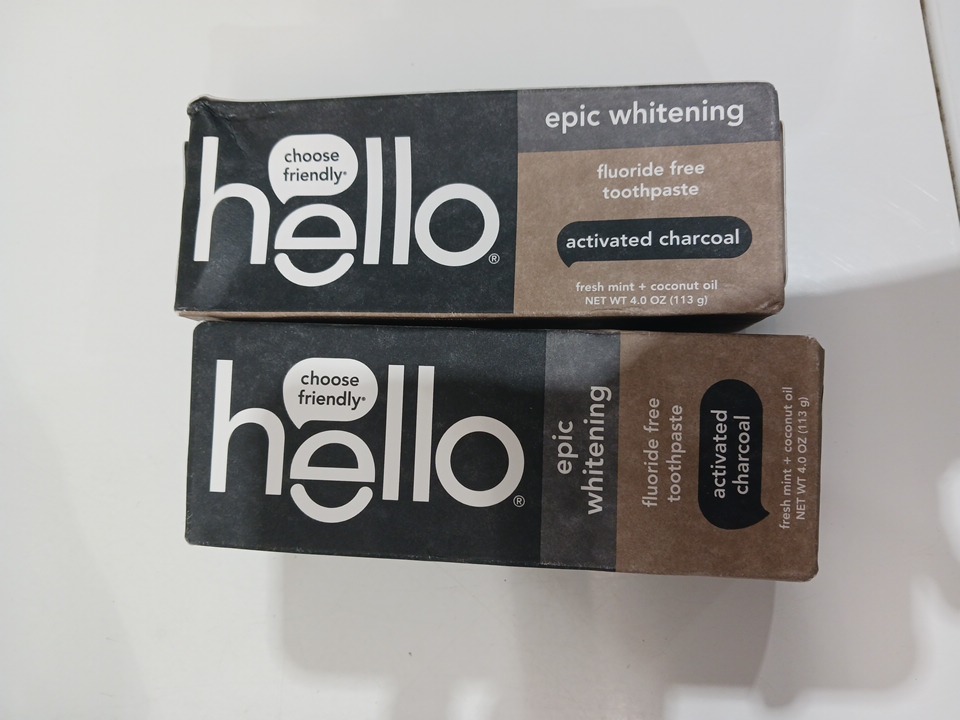 choose
friendly*
hello®
epic whitening
fluoride free
toothpaste
activated charcoal
fresh mint + coconut oil
NET WT 4.0 OZ (113 g)
choose
friendly*
hello®
epic
whitening
fluoride free
toothpaste
activated
charcoal
fresh mint + coconut oil
NET WT 4.0 OZ (113 g)